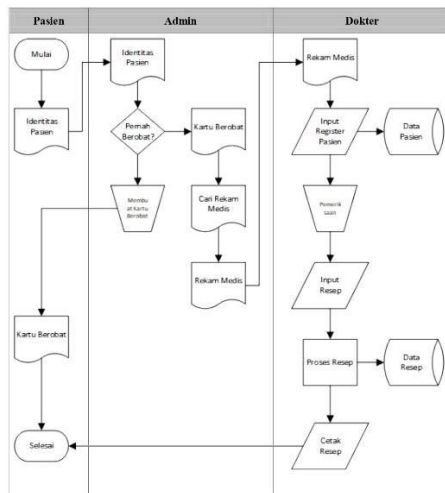 Pasien
Admin
Dokter
Mulai
Identitas
Pasien
Identitas
Pasien
Pernah
Berobat?
Membu
at Kartu
Berobat
Kartu Berobat
Cari Rekam
Medis
Rekam Medis
Kartu Berobat
Selesai
Rekam Medis
Input
Register
Pasien
Data
Pasien
Pemerik
saan
Input
Resep
Proses Resep
Data
Resep
Cetak
Resep